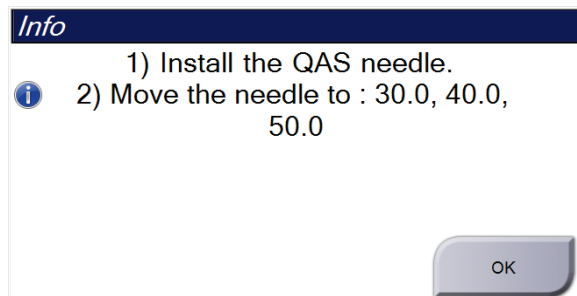 Info
1) Install the QAS needle.
2) Move the needle to : 30.0, 40.0,
50.0
OK